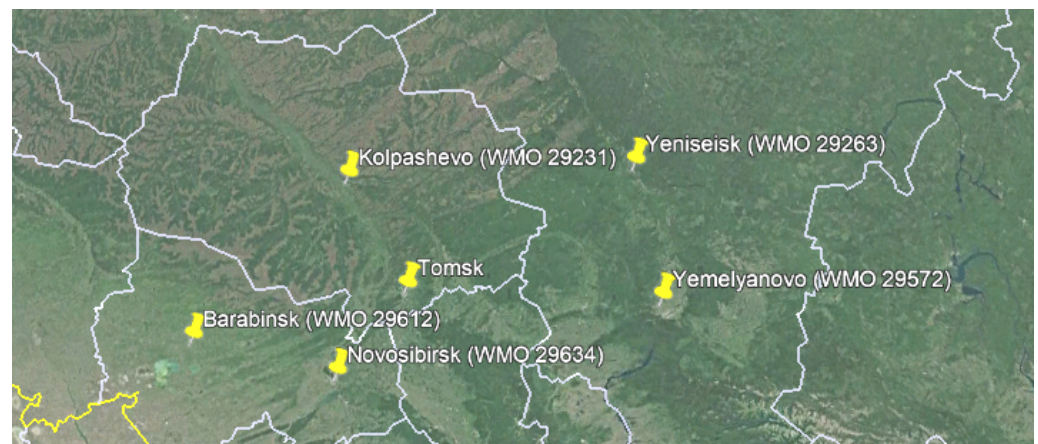 Yeniseisk (WMO 29263)
Kolpashevo (WMO 29231)
Tomsk
Yemelyanovo (WMO 29572)
Barabinsk (WMO 29612)
Novosibirsk (WMO 29634)